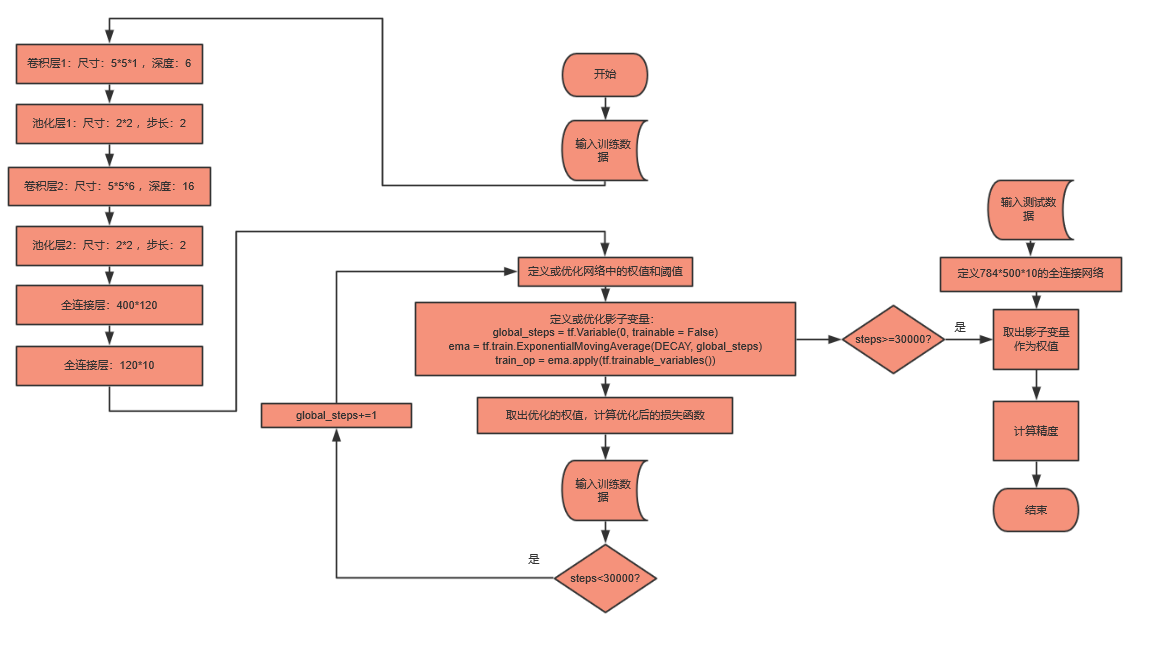 卷积层1：尺寸：5*5*1 ，深度：6
池化层1：尺寸：2*2 ，步长：2
卷积层2：尺寸：5*5*6 ，深度：16
池化层2：尺寸：2*2 ，步长：2
全连接层：400*120
全连接层：120*10
开始
输入训练数
据
定义或优化网络中的权值和阈值
定义或优化影子变量：
global_steps = tf.Variable(0, trainable = False)
ema = tf.train.ExponentialMovingAverage(DECAY, global_steps)
train_op = ema.apply(tf.trainable_variables())
取出优化的权值，计算优化后的损失函数
输入训练数
据
steps<30000?
是
global_steps+=1
steps>=30000?
是
输入测试数
据
定义784*500*10的全连接网络
取出影子变量
作为权值
计算精度
结束